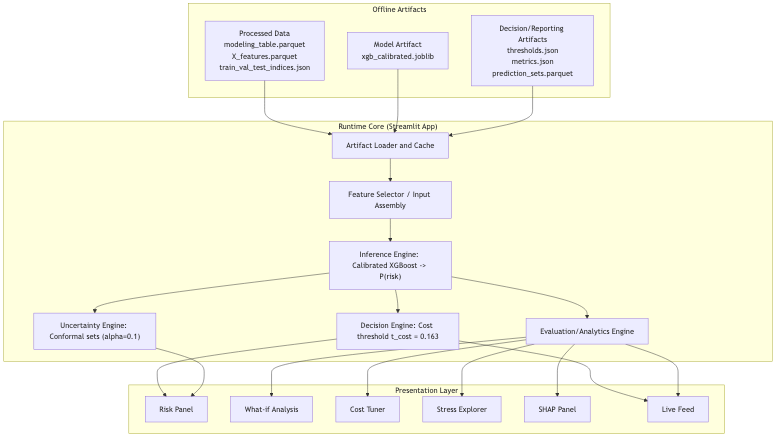 Offline Artifacts
Processed Data
modeling_table.parquet
X_features.parquet
train_val_test_indices.json
Model Artifact
xgb_calibrated.joblib
Decision/Reporting
Artifacts
thresholds.json
metrics.json
prediction_sets.parquet
Runtime Core (Streamlit App)
Artifact Loader and Cache
Feature Selector / Input
Assembly
Inference Engine:
Calibrated XGBoost ->
P(risk)
Uncertainty Engine:
Conformal sets (alpha=0.1)
Decision Engine: Cost
threshold t_cost = 0.163
Evaluation/Analytics Engine
Presentation Layer
Risk Panel
What-if Analysis
Cost Tuner
Stress Explorer
SHAP Panel
Live Feed